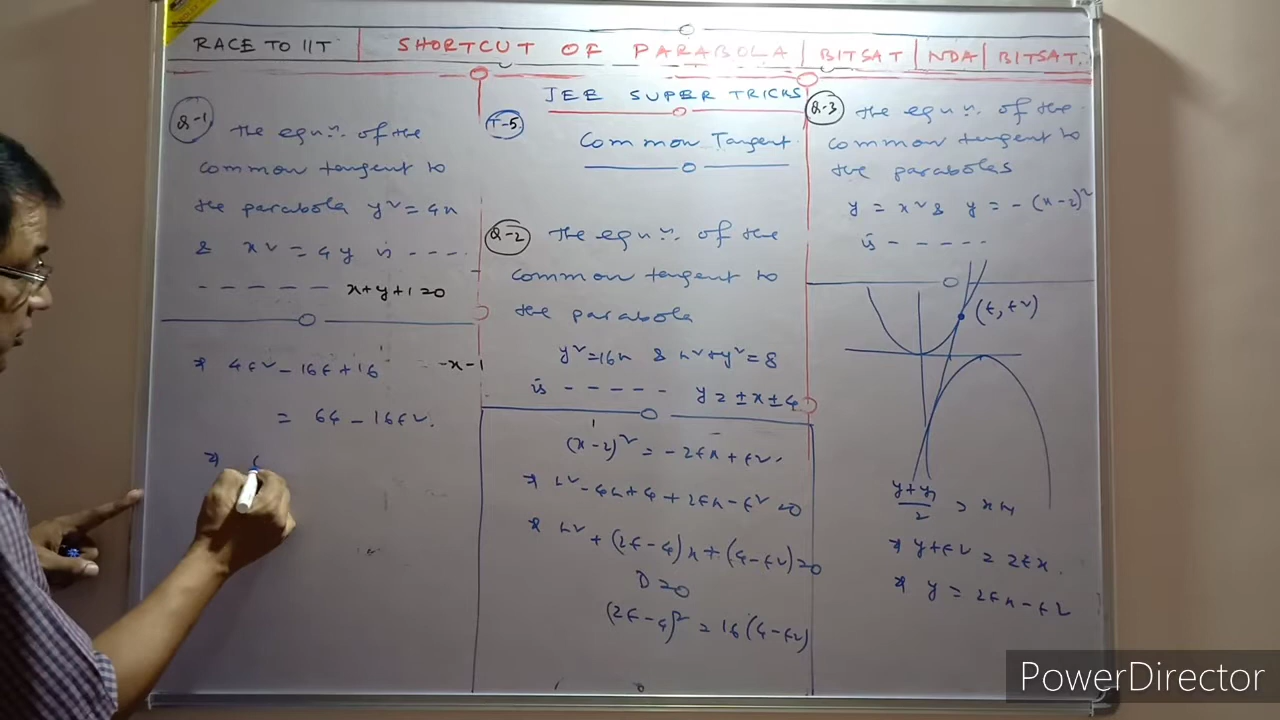 RACE TO IIT | SHORTCUT OF PARABOLA | BITSAT | NDA | BITSAT
JEE SUPER TRICKS
Q-1
The equⁿ. of the
common tangent to
the parabola y² = 4x
& x² = 4y is ----
------ x+y+1=0
⇒ 4t² - 16t + 16
-x-1
= 64 - 16t².
⇒
T-5
Common Tangent
Q-2
The equⁿ. of the
common tangent to
the parabola
y² = 16x & x² + y² = 8
is ----- y = ±x ±4
(x-2)² = -2tx + t².
⇒ x² - 4x + 4 + 2tx - t² = 0
⇒ x² + (2t-4)x + (4-t²) = 0
D = 0
(2t-4)² = 16(4-t²)
Q-3
The equⁿ. of the
common tangent to
the parabolas
y = x² & y = -(x-2)²
is -----
(t, t²)
(y+y₁)/2 = xx₁
⇒ y + t² = 2tx.
⇒ y = 2tx - t²
PowerDirector